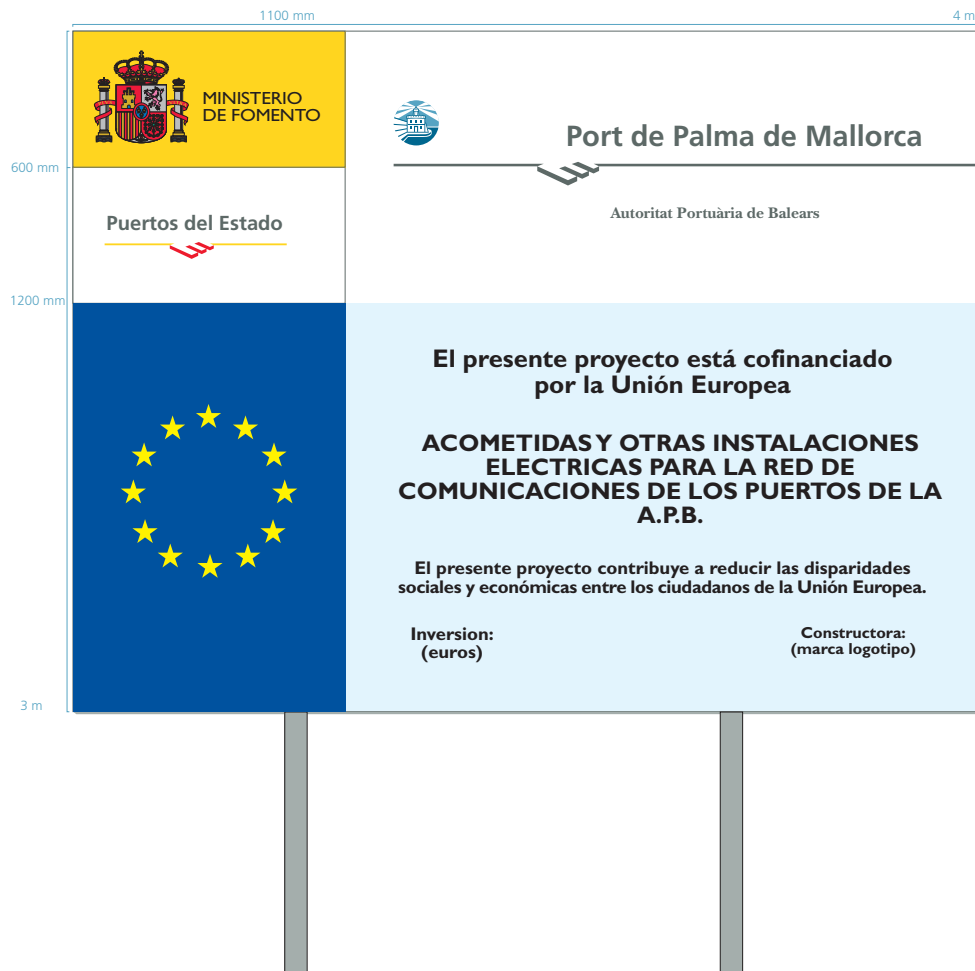 1100 mm
4 m
MINISTERIO
DE FOMENTO
Port de Palma de Mallorca
600 mm
Autoritat Portuària de Balears
Puertos del Estado
1200 mm
El presente proyecto está cofinanciado
por la Unión Europea
ACOMETIDAS Y OTRAS INSTALACIONES
ELECTRICAS PARA LA RED DE
COMUNICACIONES DE LOS PUERTOS DE LA
A.P.B.
El presente proyecto contribuye a reducir las disparidades
sociales y económicas entre los ciudadanos de la Unión Europea.
Inversion:
(euros)
Constructora:
(marca logotipo)
3 m